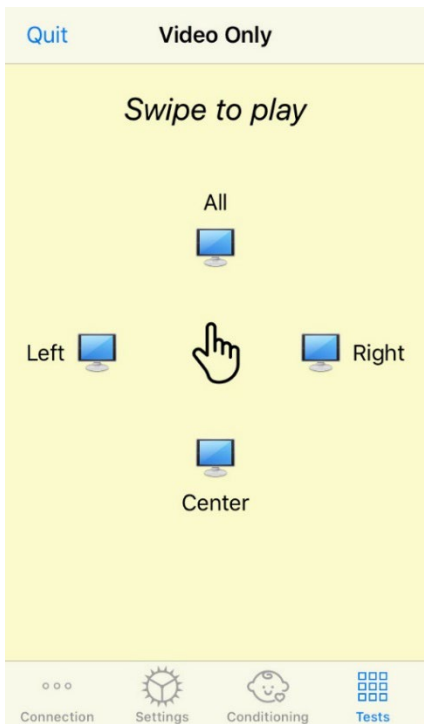 Quit Video Only
Swipe to play
All
Left Right
Center
Connection Settings Conditioning Tests